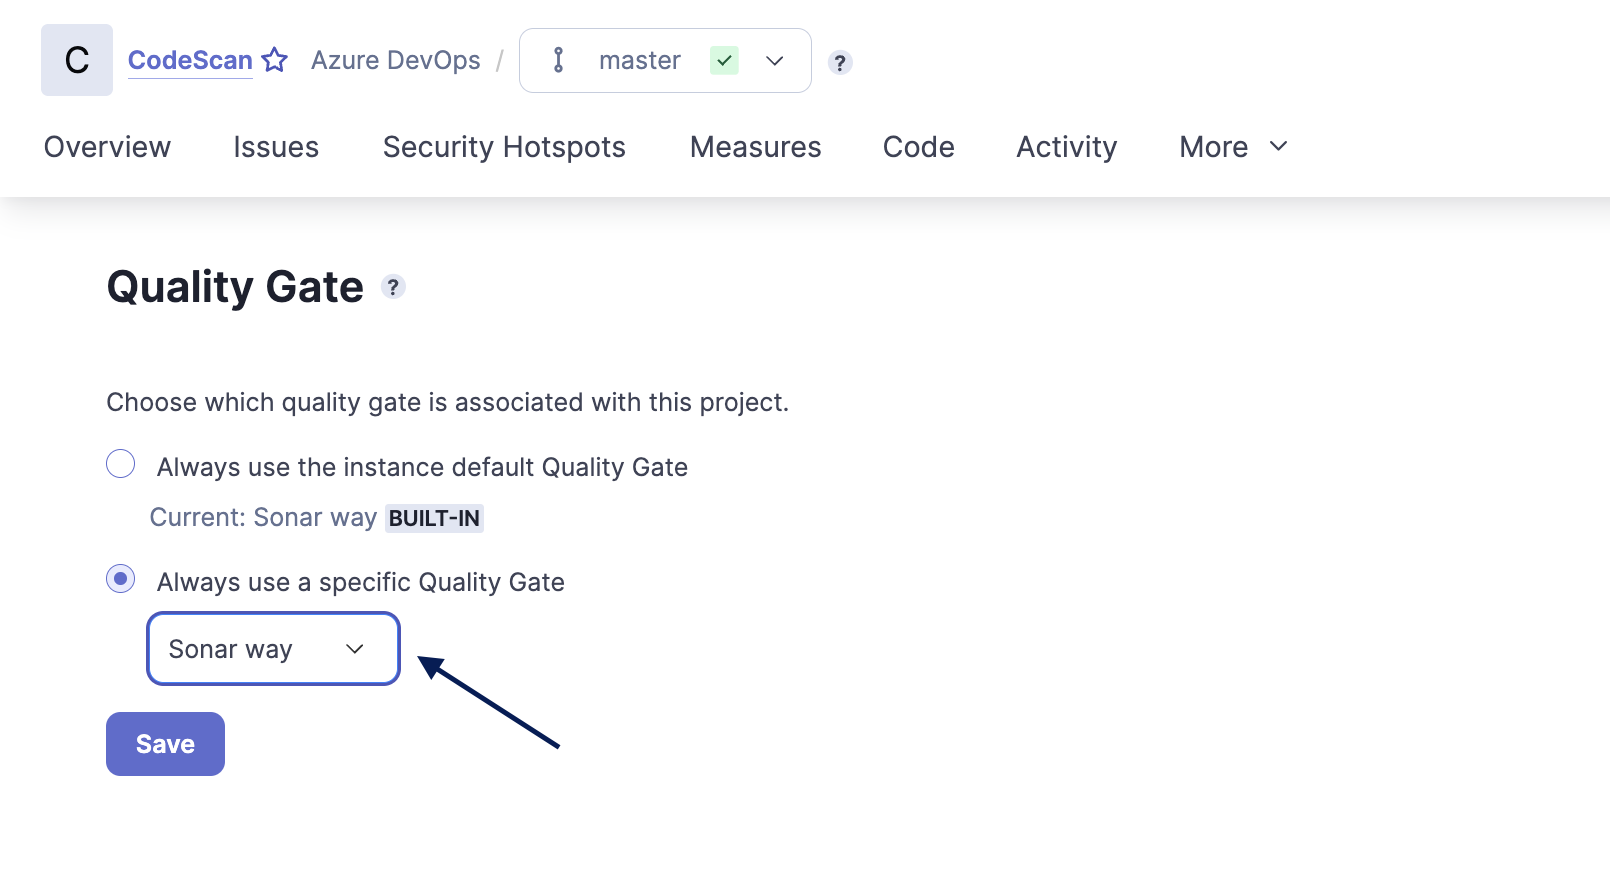 C CodeScan Azure DevOps / master ?
Overview Issues Security Hotspots Measures Code Activity More
Quality Gate ?
Choose which quality gate is associated with this project.
Always use the instance default Quality Gate
Current: Sonar way BUILT-IN
Always use a specific Quality Gate
Sonar way
Save